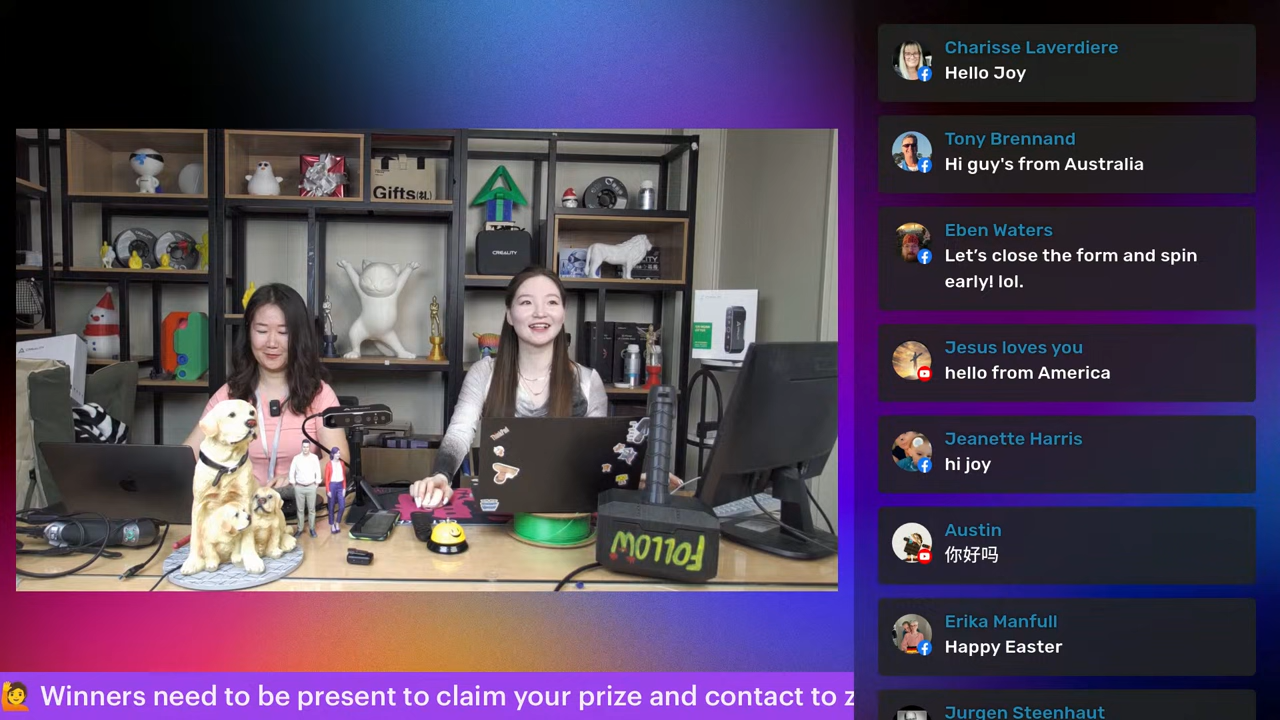 Gifts(礼)
CREALITY
FOLLOW
ThinkPad
🙋 Winners need to be present to claim your prize and contact to z
Charisse Laverdiere
Hello Joy
Tony Brennand
Hi guy's from Australia
Eben Waters
Let's close the form and spin
early! lol.
Jesus loves you
hello from America
Jeanette Harris
hi joy
Austin
你好吗
Erika Manfull
Happy Easter
Jurgen Steenhaut